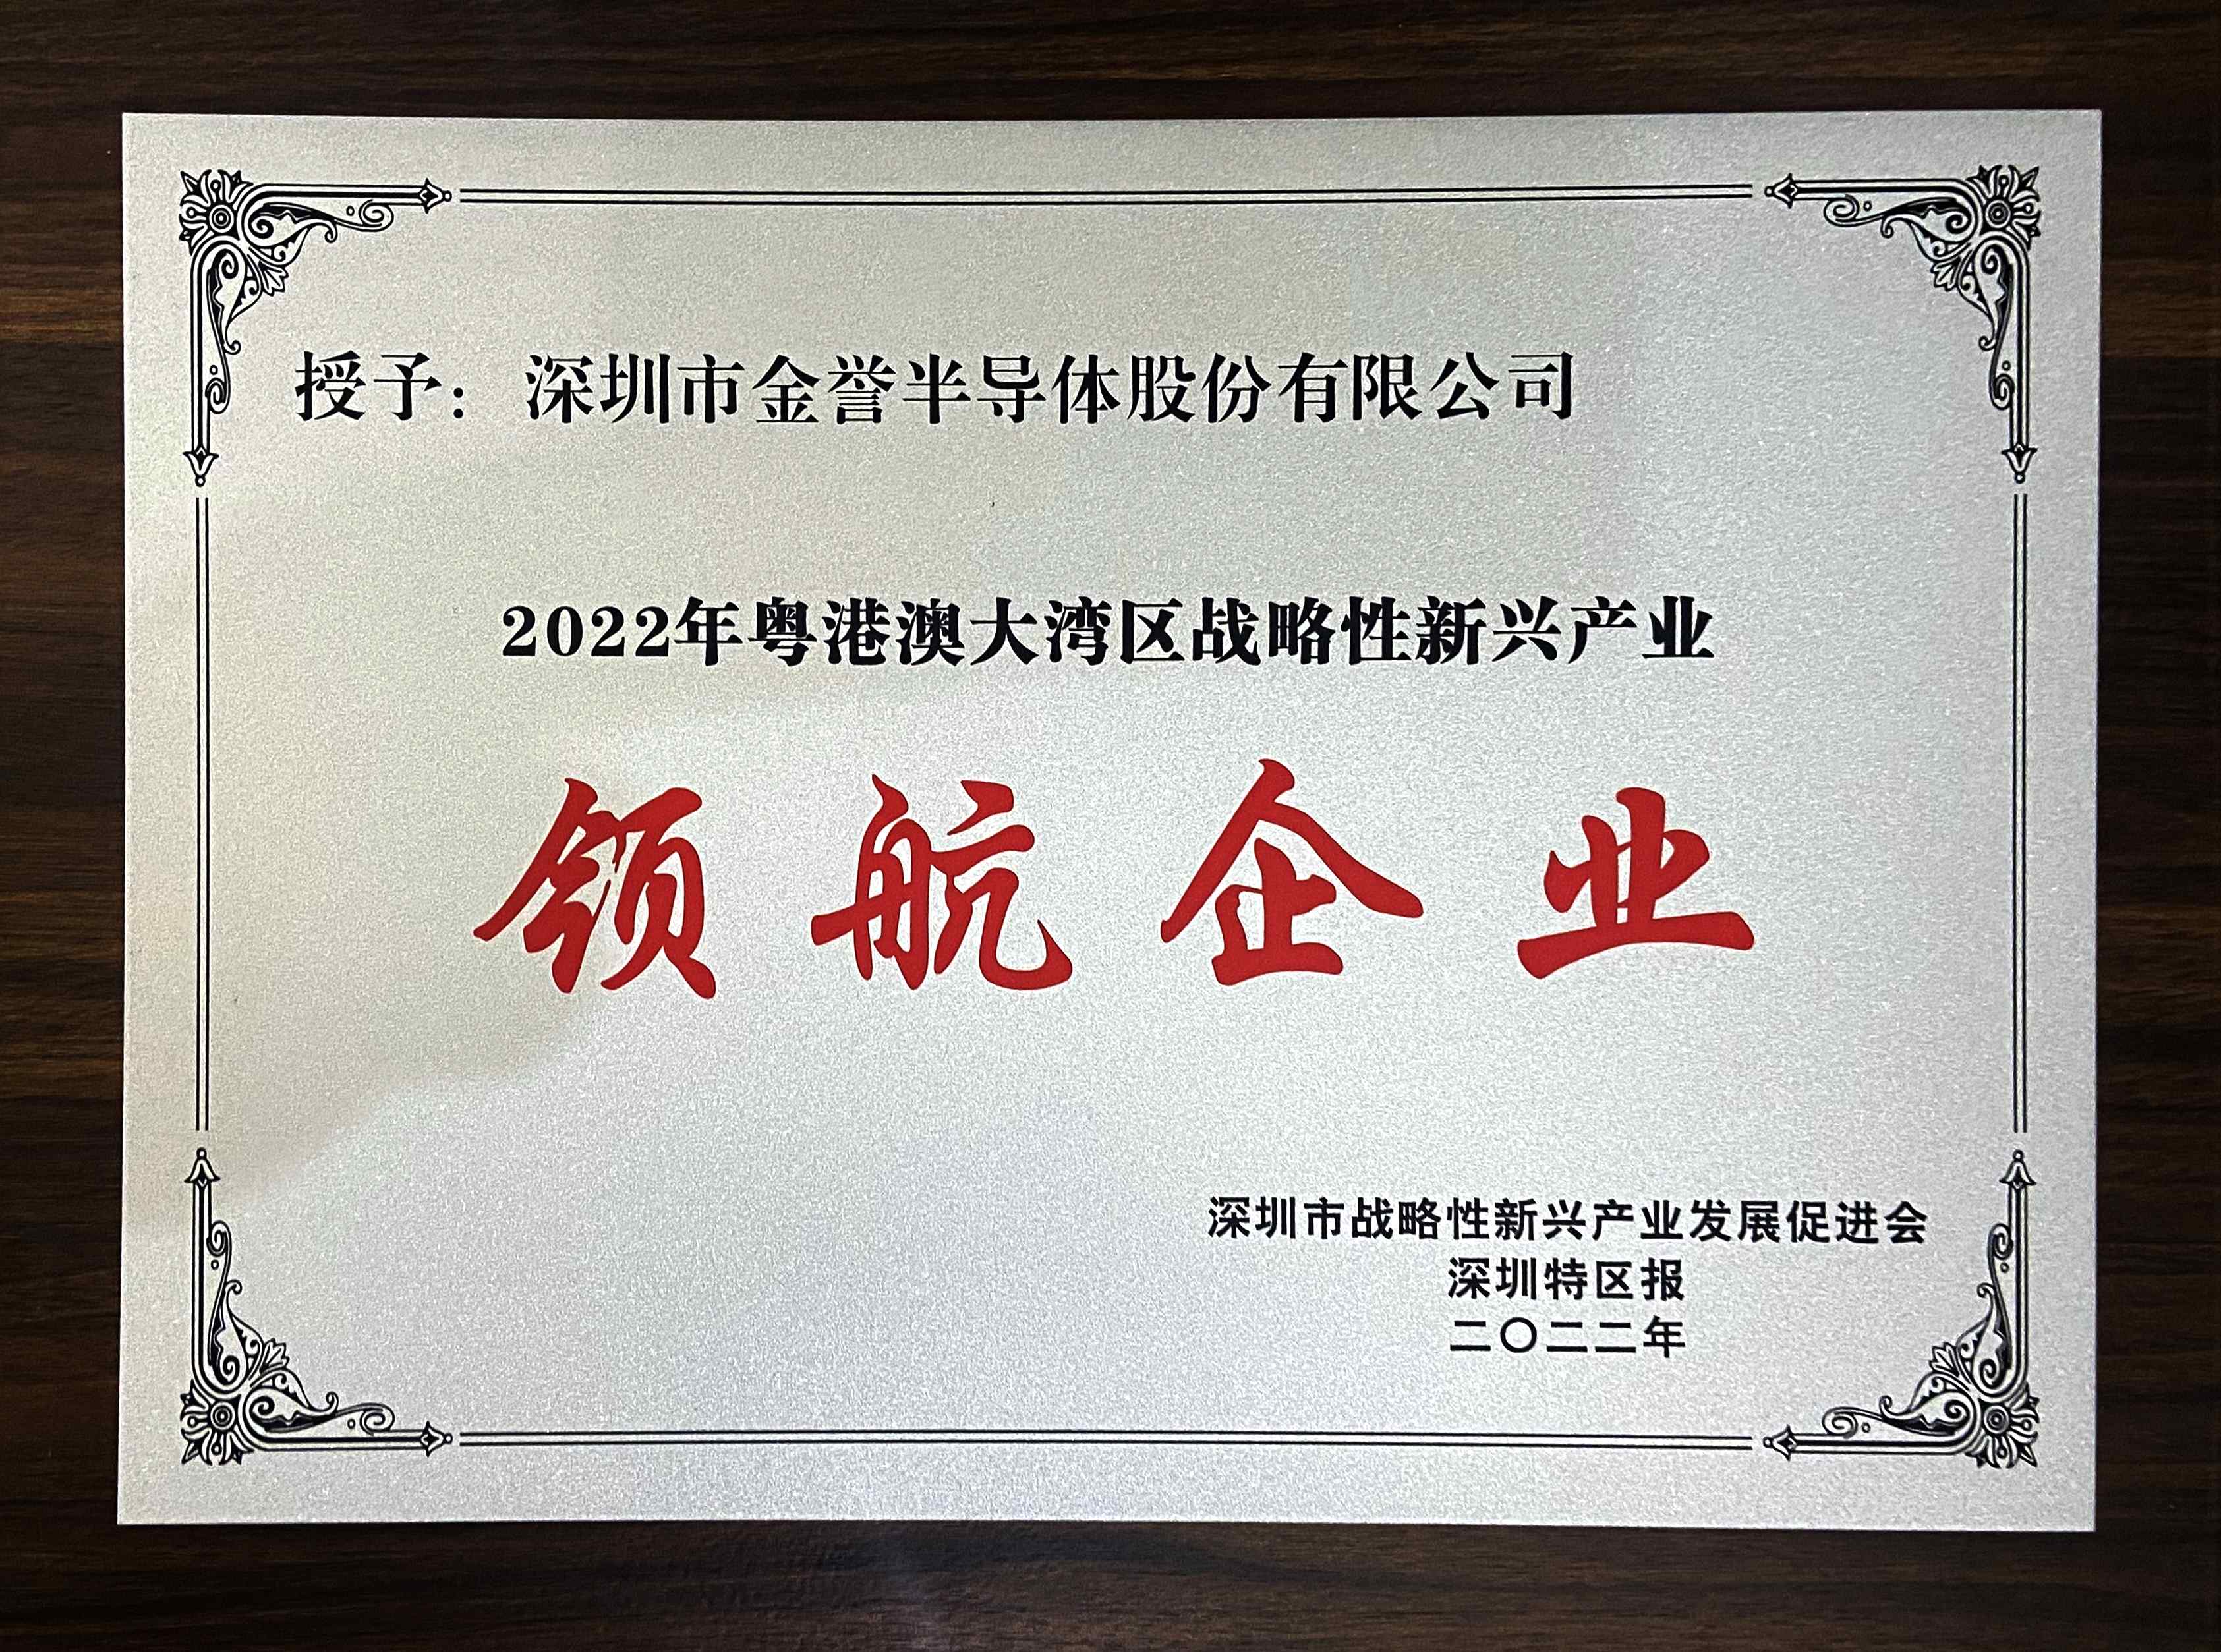 授予：深圳市金誉半导体股份有限公司
2022年粤港澳大湾区战略性新兴产业
领航企业
深圳市战略性新兴产业发展促进会
深圳特区报
二〇二二年